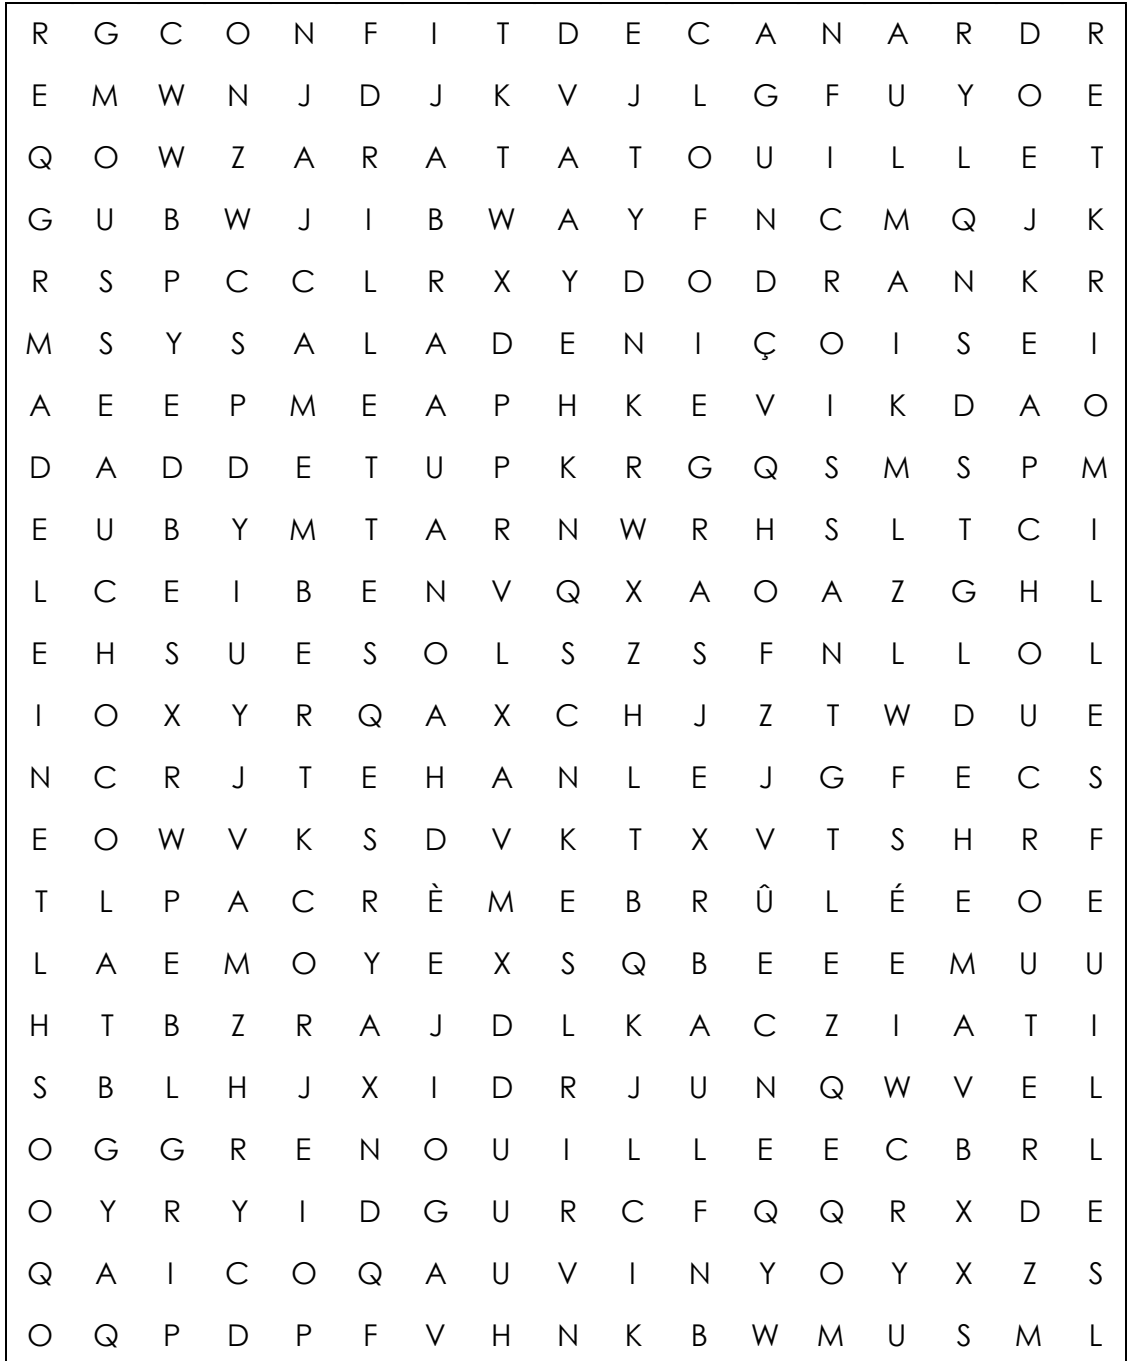 R G C O N F I T D E C A N A R D R
E M W N J D J K V J L G F U Y O E
Q O W Z A R A T A T O U I L L E T
G U B W J I B W A Y F N C M Q J K
R S P C C L R X Y D O D R A N K R
M S Y S A L A D E N I Ç O I S E I
A E E P M E A P H K E V I K D A O
D A D D E T U P K R G Q S M S P M
E U B Y M T A R N W R H S L T C I
L C E I B E N V Q X A O A Z G H L
E H S U E S O L S Z S F N L L O L
I O X Y R Q A X C H J Z T W D U E
N C R J T E H A N L E J G F E C S
E O W V K S D V K T X V T S H R F
T L P A C R È M E B R Û L É E O E
L A E M O Y E X S Q B E E E M U U
H T B Z R A J D L K A C Z I A T I
S B L H J X I D R J U N Q W V E L
O G G R E N O U I L L E E C B R L
O Y R Y I D G U R C F Q Q R X D E
Q A I C O Q A U V I N Y O Y X Z S
O Q P D P F V H N K B W M U S M L